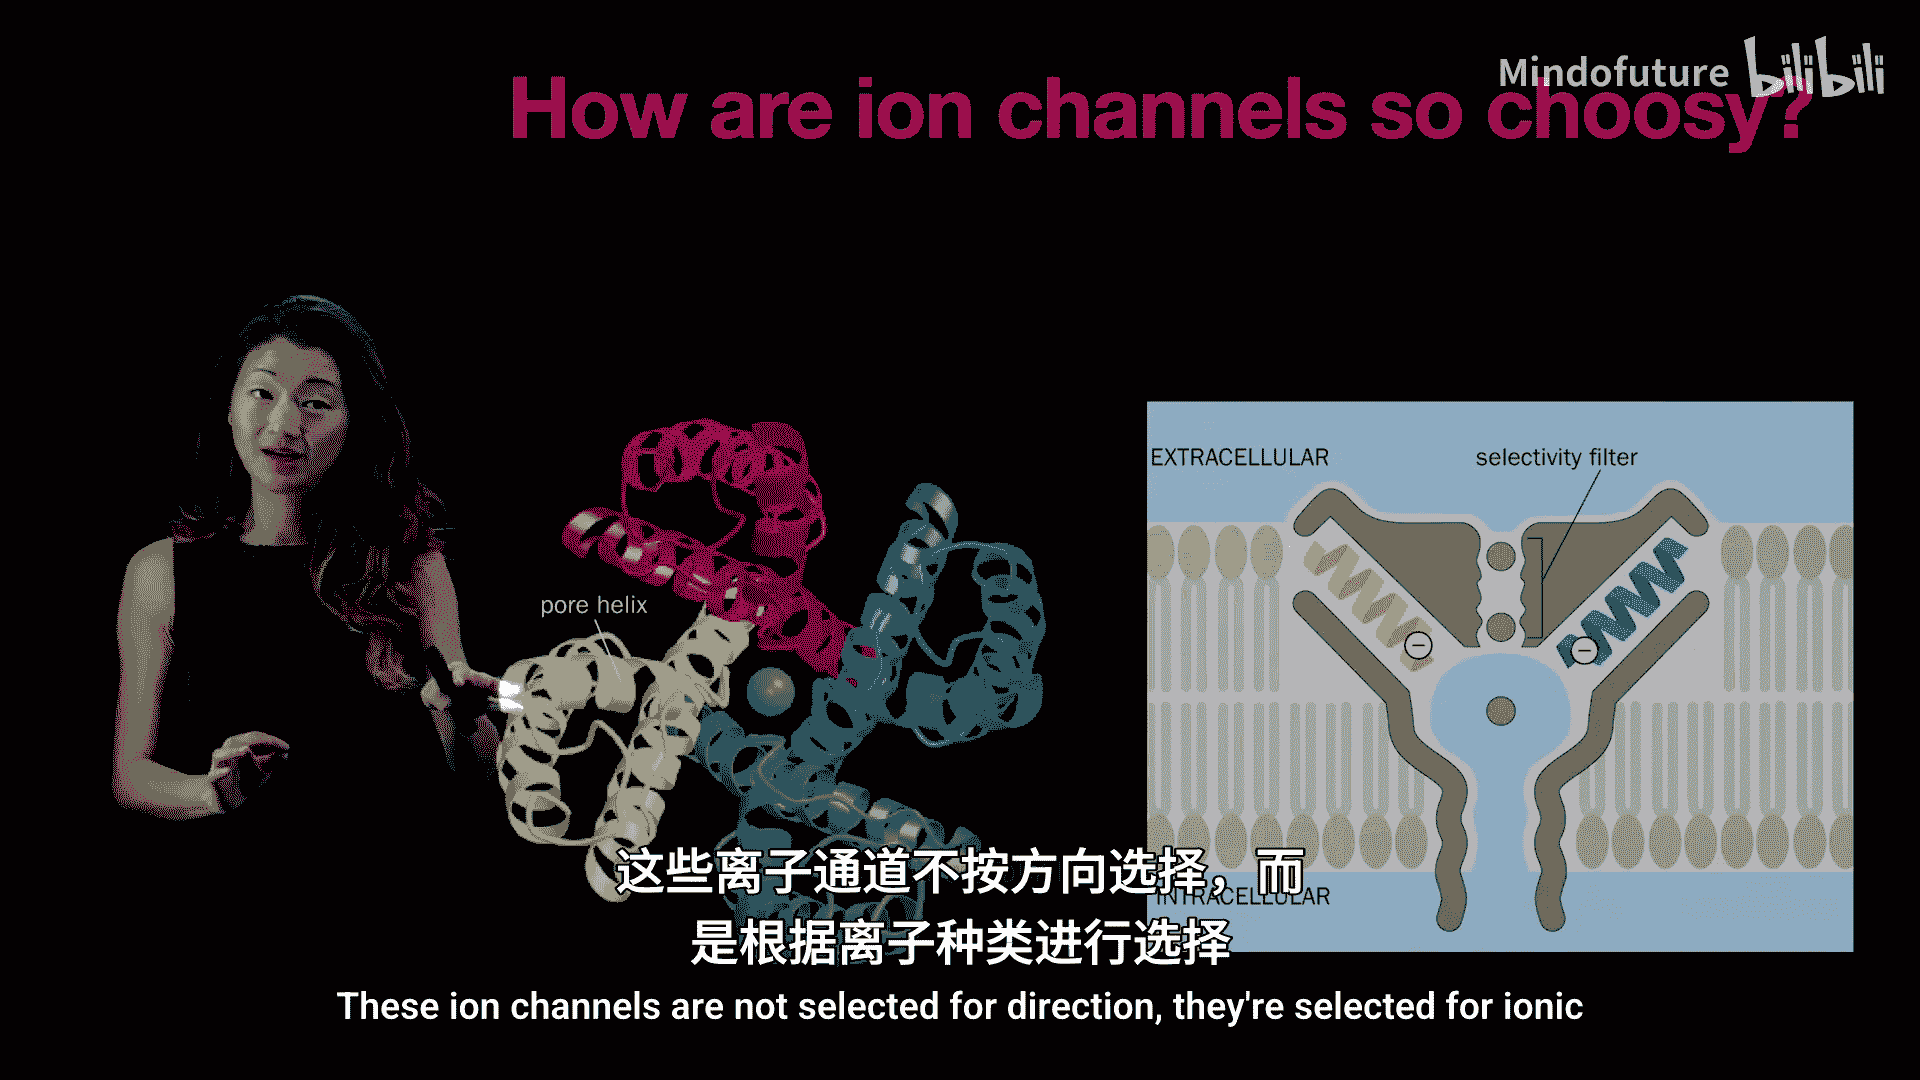 Mindofuture bilibili
How are ion channels so choosy?
EXTRACELLULAR
selectivity filter
pore helix
INTRACELLULAR
这些离子通道不按方向选择，而
是根据离子种类进行选择
These ion channels are not selected for direction, they're selected for ionic